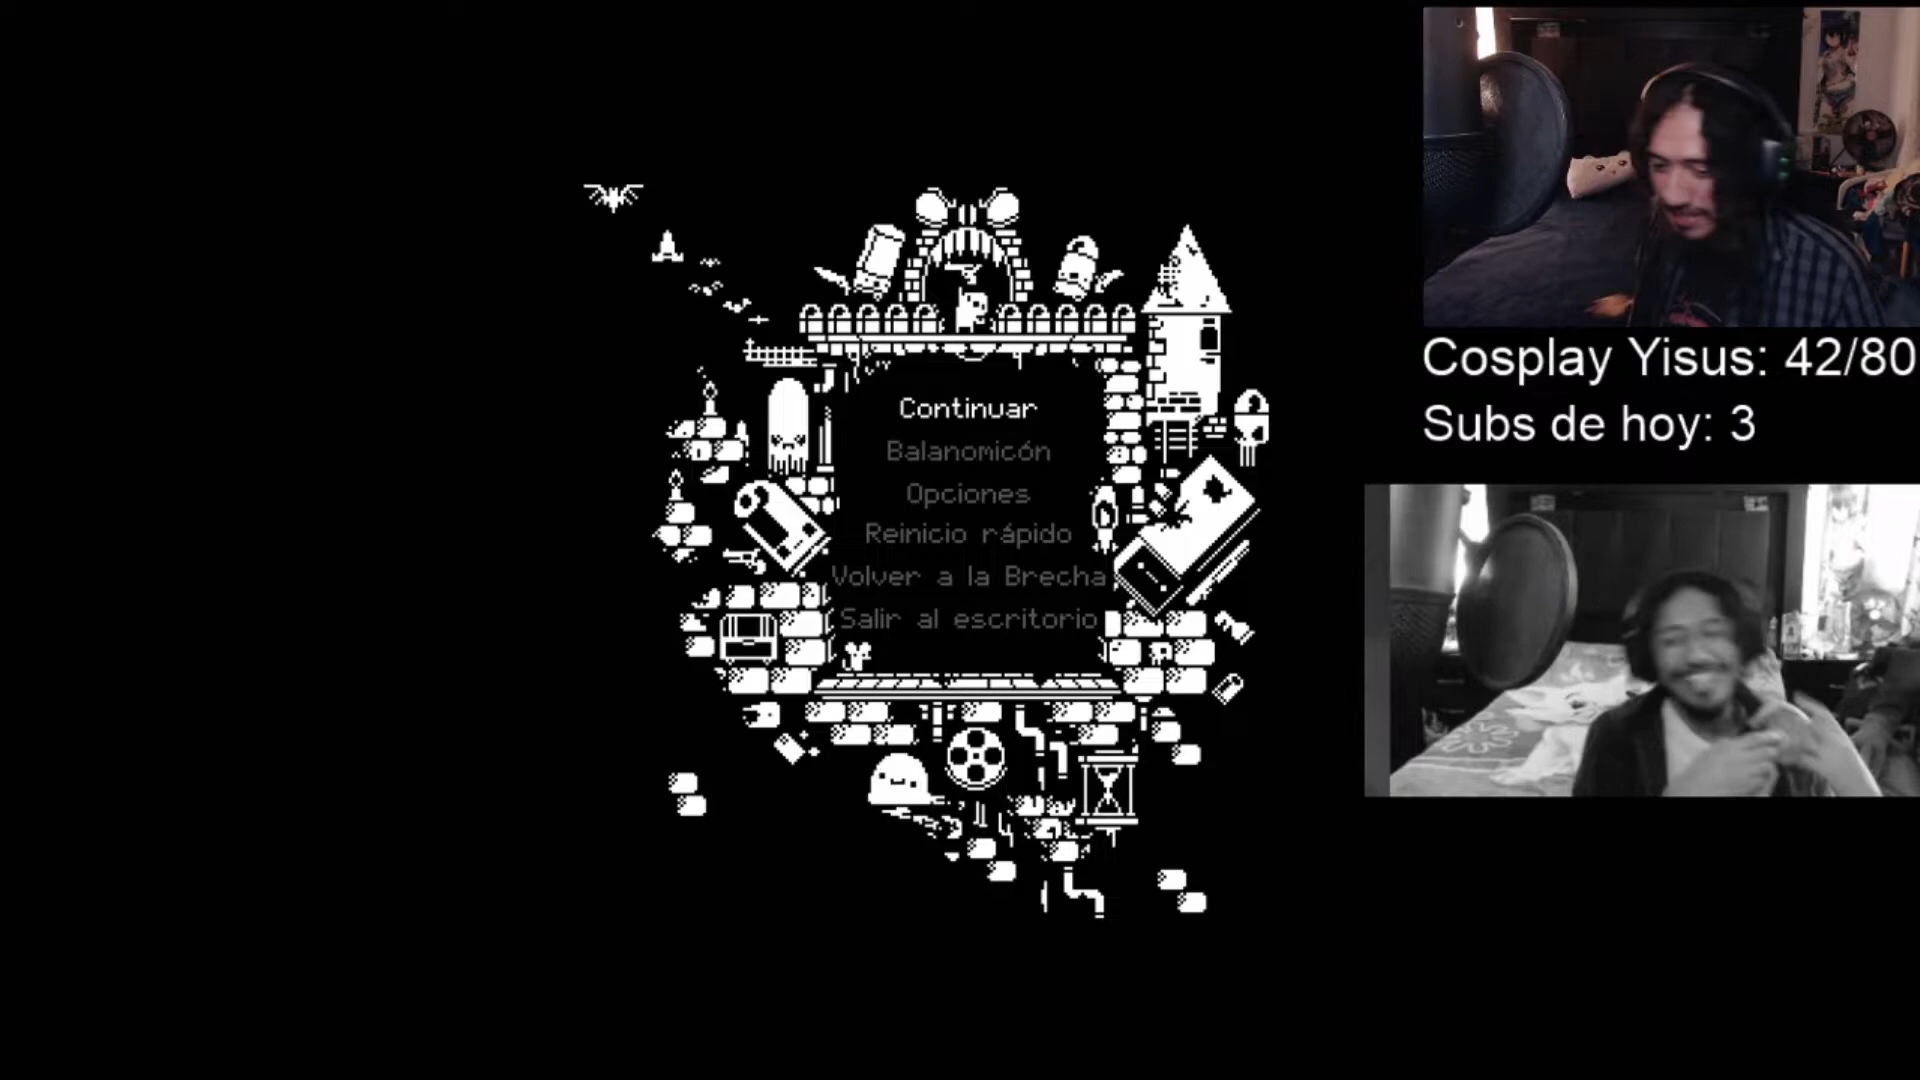 Continuar
Balanomicón
Opciones
Reinicio rápido
Volver a la Brecha
Salir al escritorio
Cosplay Yisus: 42/80
Subs de hoy: 3